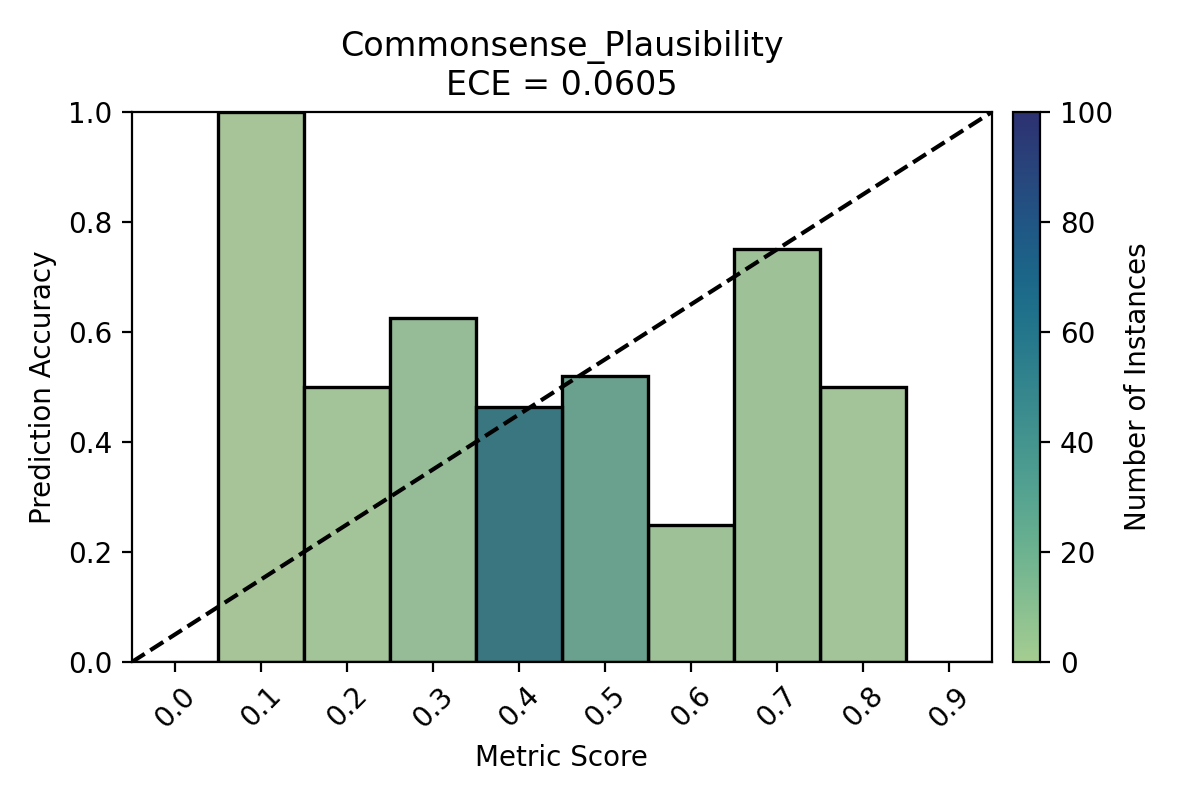 Commonsense_Plausibility
ECE = 0.0605
Prediction Accuracy
1.0
0.8
0.6
0.4
0.2
0.0
0.0 0.1 0.2 0.3 0.4 0.5 0.6 0.7 0.8 0.9
Metric Score
100
80
60
40
20
0
Number of Instances